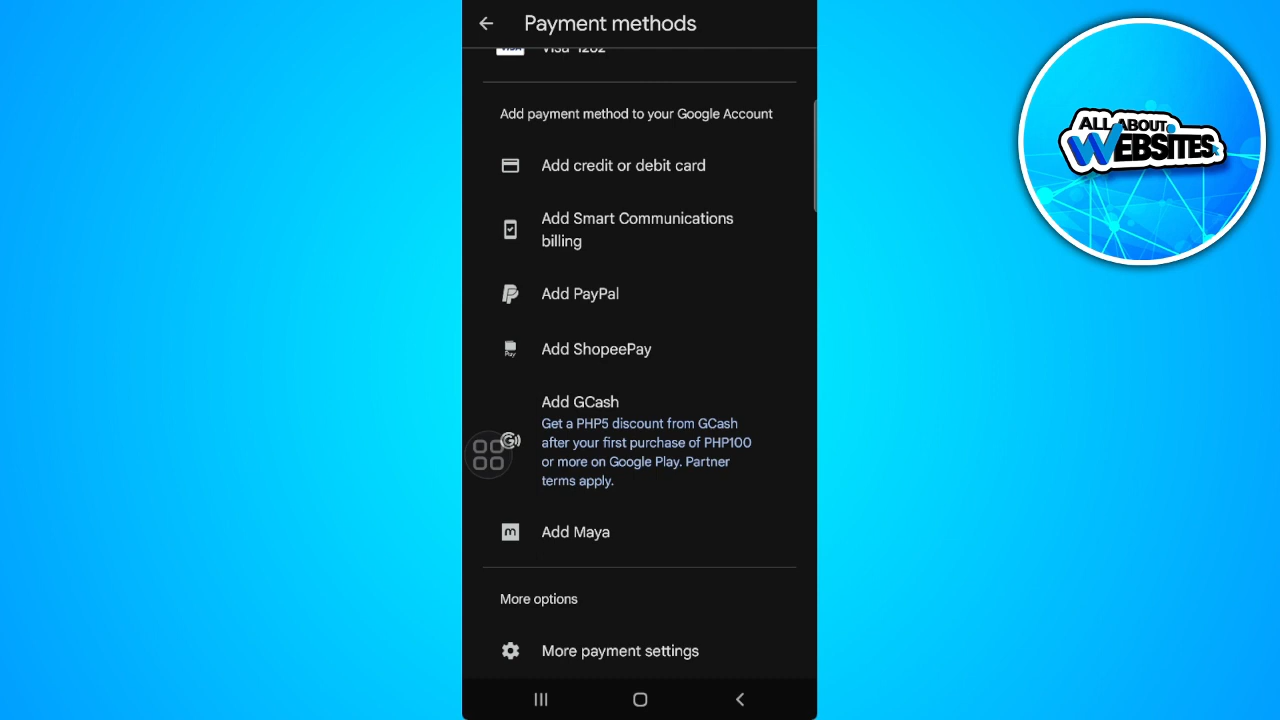 Payment methods
Add payment method to your Google Account
Add credit or debit card
Add Smart Communications
billing
Add PayPal
Add ShopeePay
Pay
Add GCash
Get a PHP5 discount from GCash
after your first purchase of PHP100
or more on Google Play. Partner
terms apply.
Add Maya
More options
More payment settings
ALL ABOUT
WEBSITES